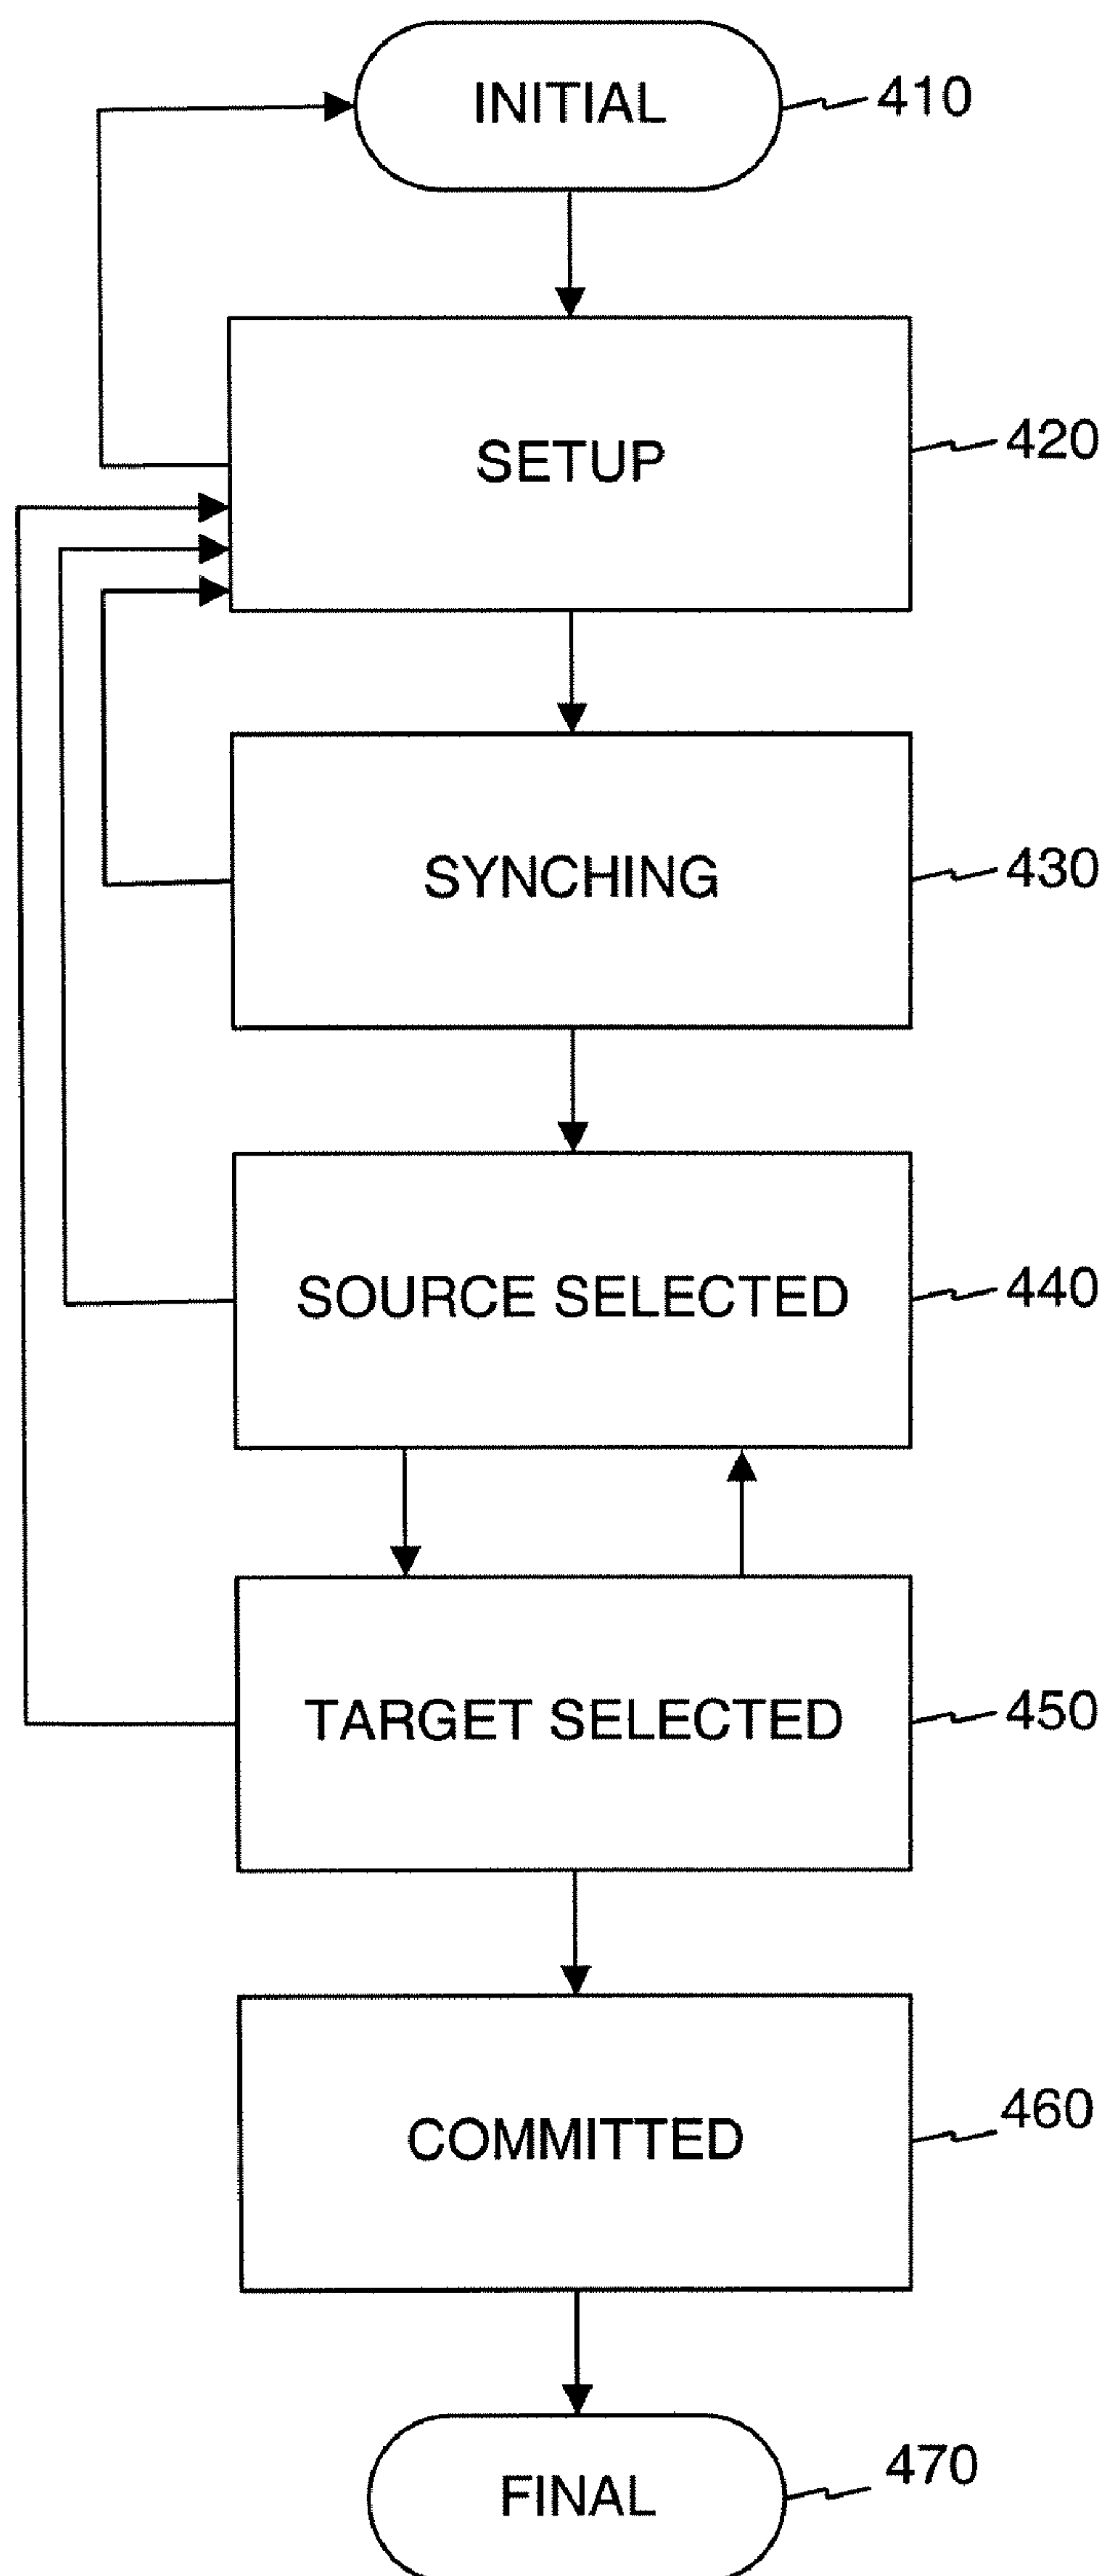 INITIAL 410
SETUP 420
SYNCHING 430
SOURCE SELECTED 440
TARGET SELECTED 450
COMMITTED 460
FINAL 470